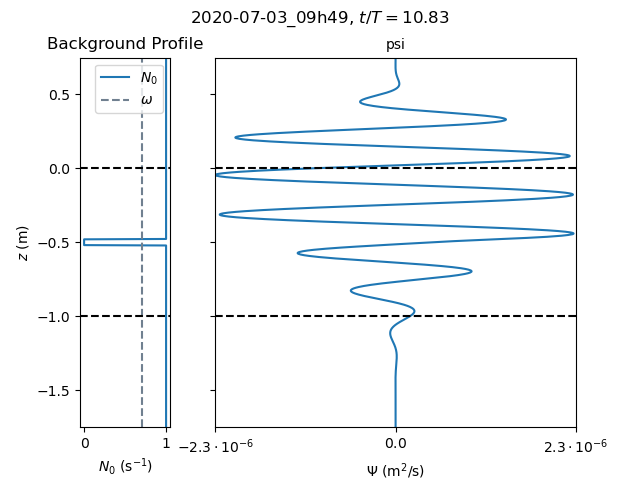 2020-07-03_09h49, t/T = 10.83
Background Profile
psi
N₀
ω
0.5
0.0
−0.5
−1.0
−1.5
z (m)
0
1
N₀ (s⁻¹)
−2.3 · 10⁻⁶
0.0
2.3 · 10⁻⁶
Ψ (m²/s)